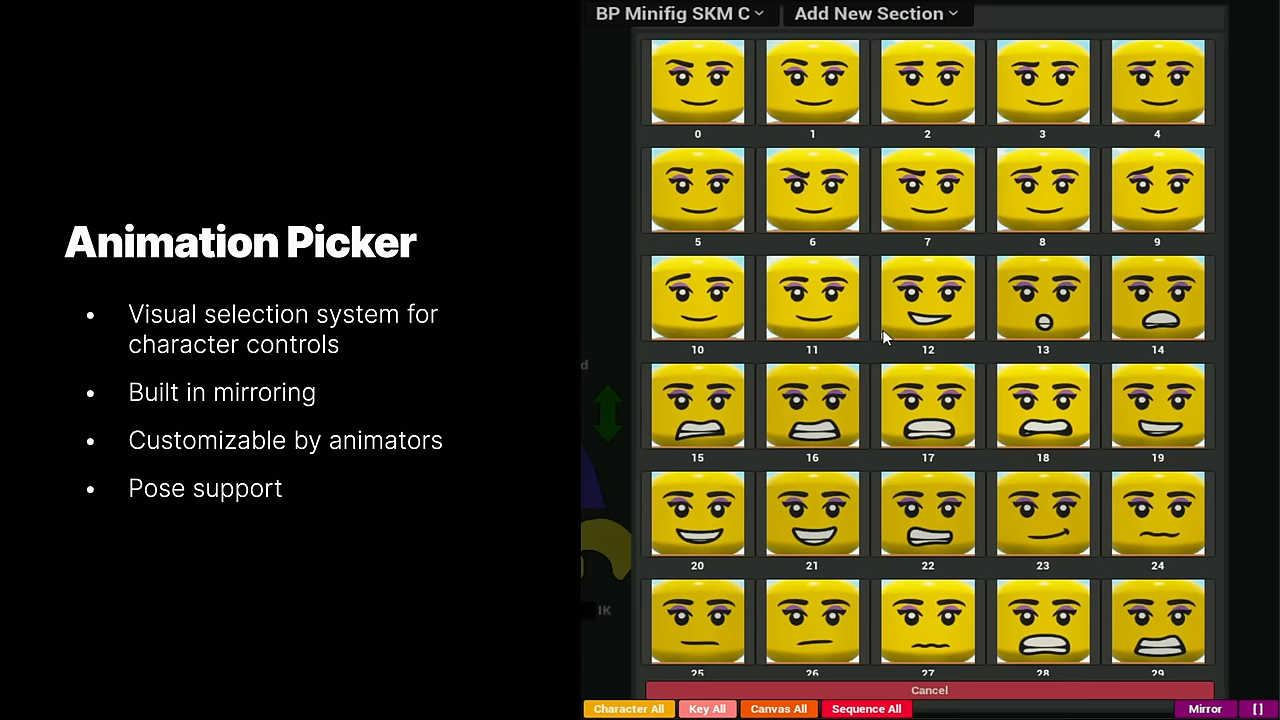 BP Minifig SKM C
Add New Section
0 1 2 3 4
5 6 7 8 9
10 11 12 13 14
15 16 17 18 19
20 21 22 23 24
25 26 27 28 29
Animation Picker
Visual selection system for
character controls
Built in mirroring
Customizable by animators
Pose support
d
IK
Cancel
Character All
Key All
Canvas All
Sequence All
Mirror
[ ]